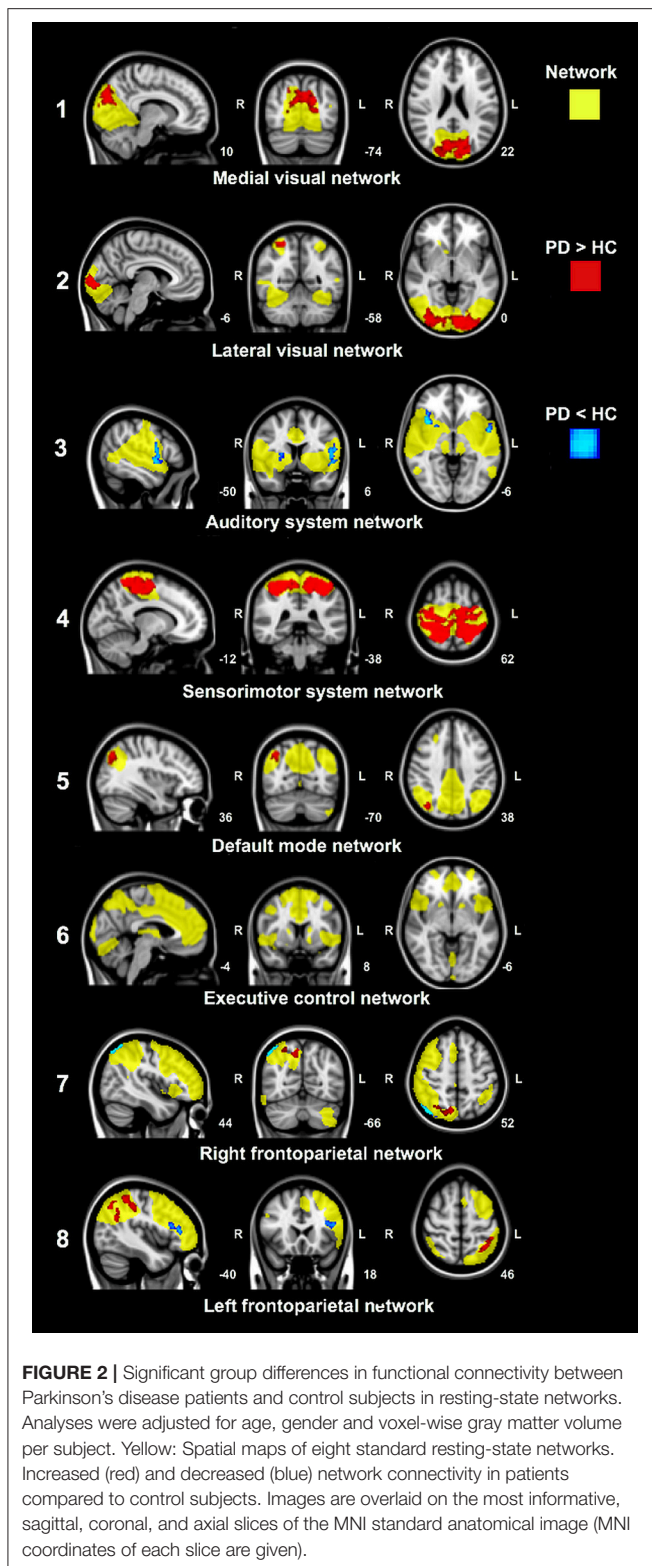 Network
1
R
L
R
L
10
-74
22
Medial visual network
PD > HC
2
R
L
R
L
-6
-58
0
Lateral visual network
PD < HC
3
R
L
R
L
-50
6
-6
Auditory system network
4
R
L
R
L
-12
-38
62
Sensorimotor system network
5
R
L
R
L
36
-70
38
Default mode network
6
R
L
R
L
-4
8
-6
Executive control network
7
R
L
R
L
44
-66
52
Right frontoparietal network
8
R
L
R
L
-40
18
46
Left frontoparietal network
FIGURE 2 | Significant group differences in functional connectivity between
Parkinson's disease patients and control subjects in resting-state networks.
Analyses were adjusted for age, gender and voxel-wise gray matter volume
per subject. Yellow: Spatial maps of eight standard resting-state networks.
Increased (red) and decreased (blue) network connectivity in patients
compared to control subjects. Images are overlaid on the most informative,
sagittal, coronal, and axial slices of the MNI standard anatomical image (MNI
coordinates of each slice are given).